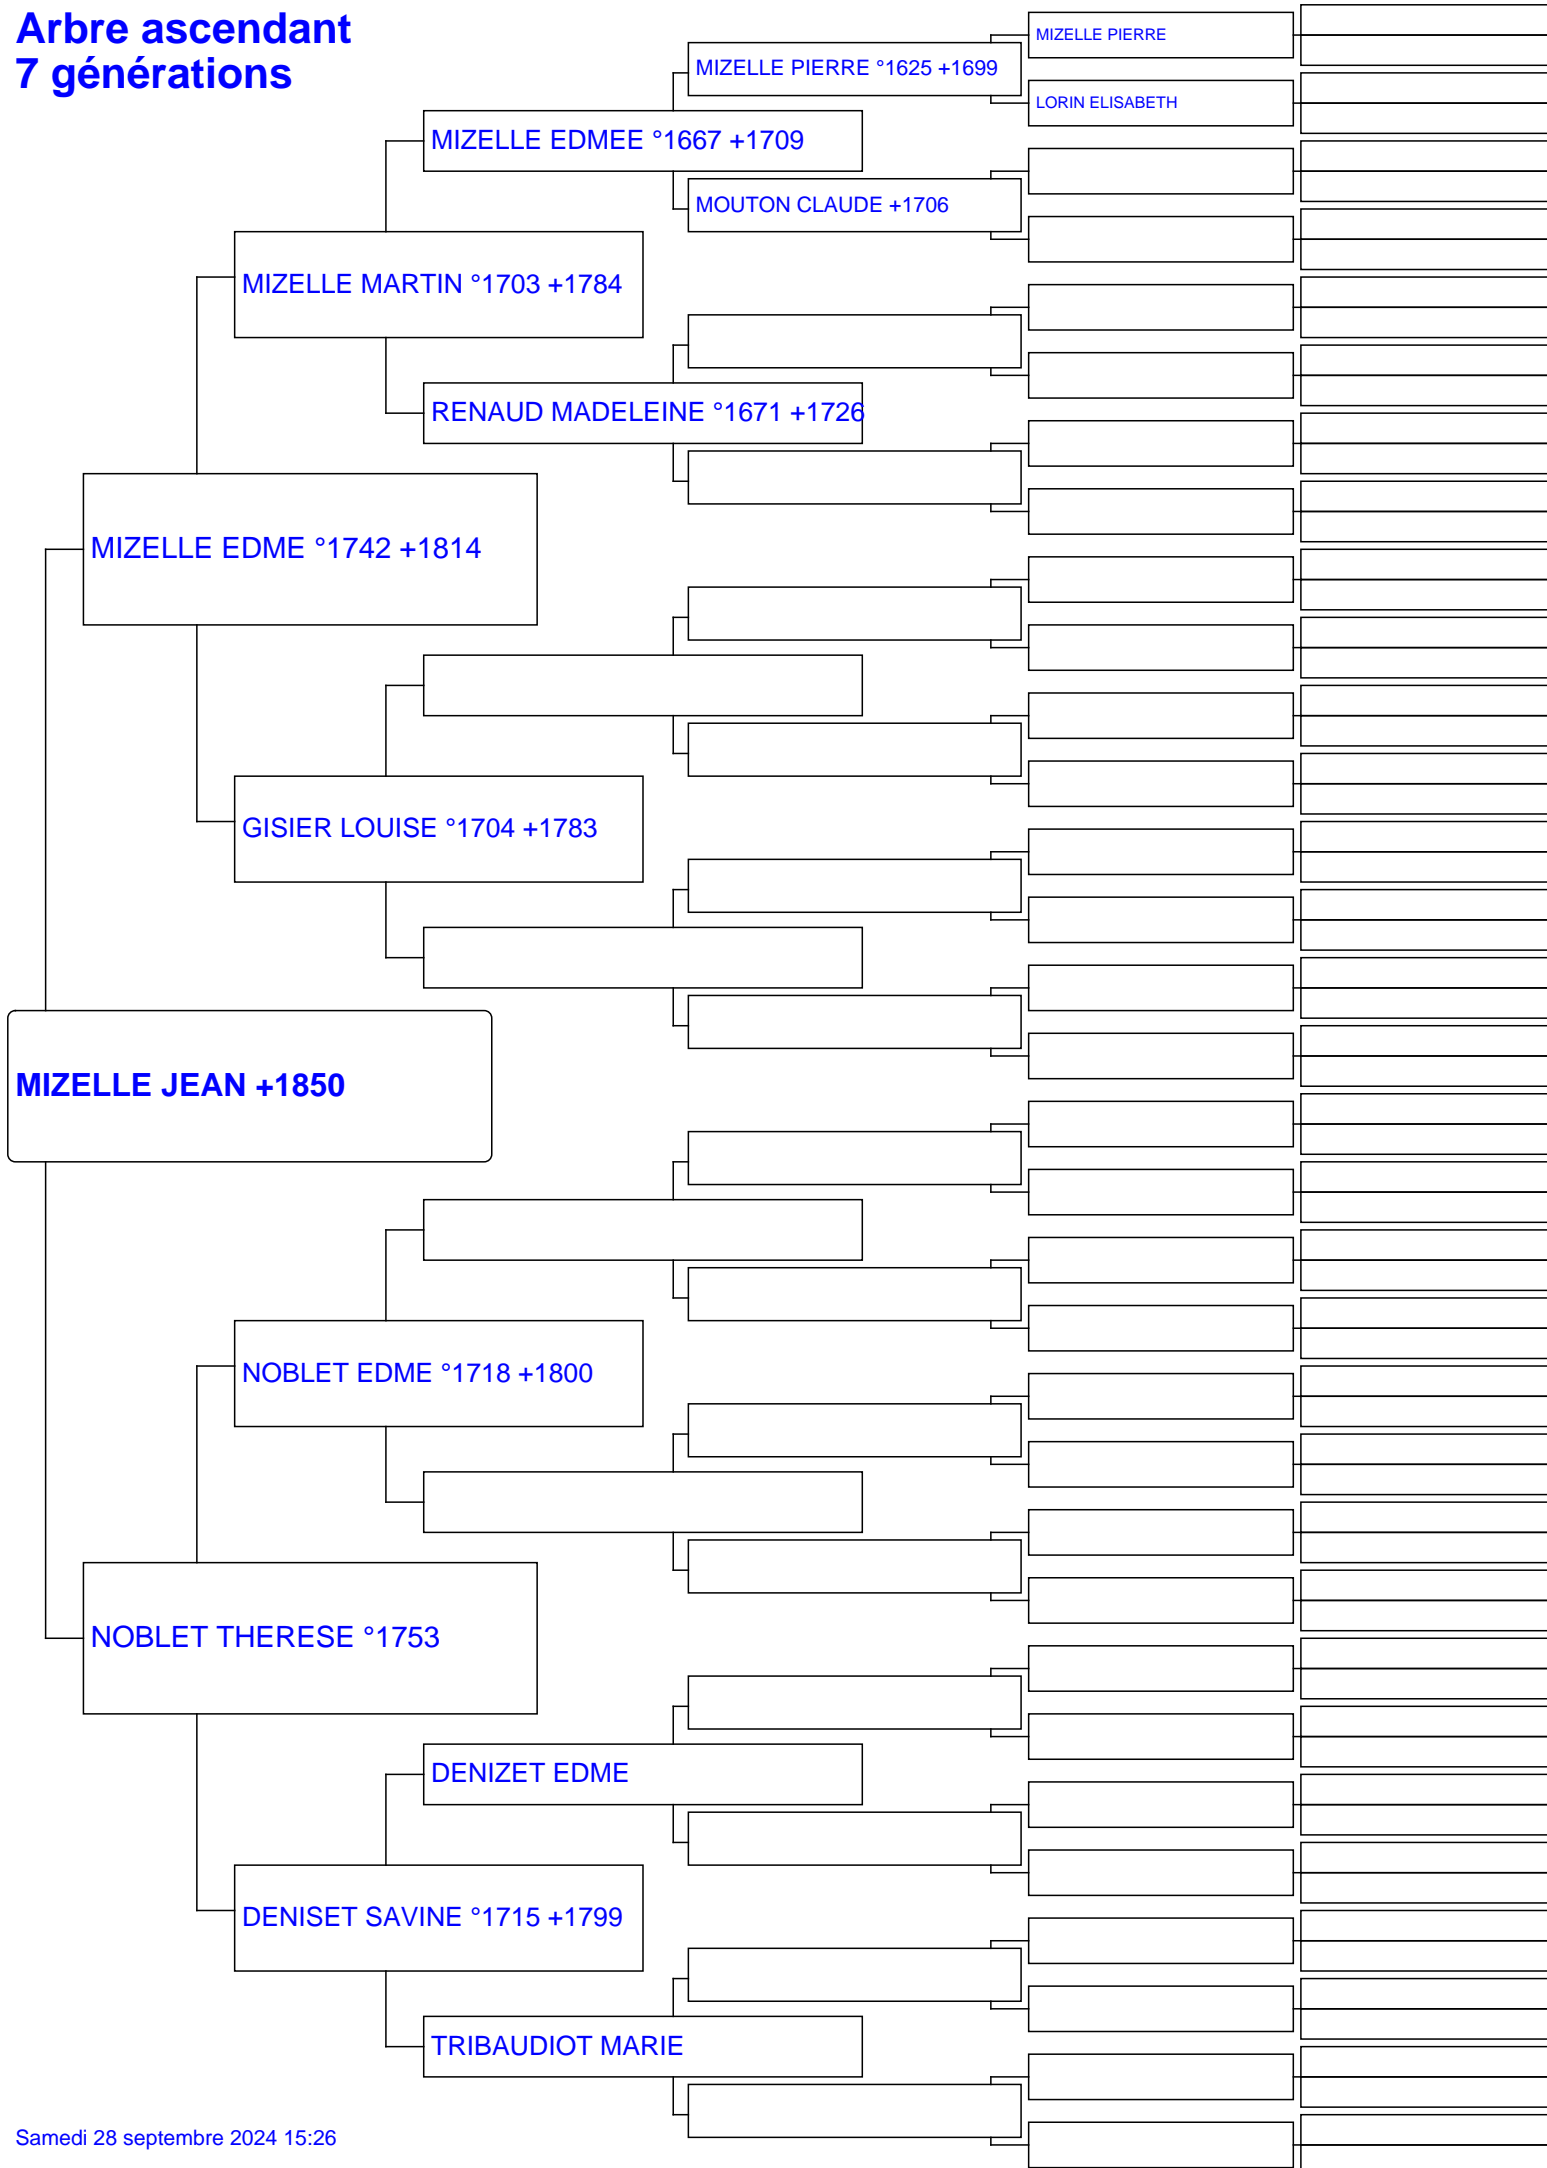 Arbre ascendant
7 générations
MIZELLE PIERRE
MIZELLE PIERRE °1625 +1699
LORIN ELISABETH
MIZELLE EDMEE °1667 +1709
MOUTON CLAUDE +1706
MIZELLE MARTIN °1703 +1784
RENAUD MADELEINE °1671 +1726
MIZELLE EDME °1742 +1814
GISIER LOUISE °1704 +1783
MIZELLE JEAN +1850
NOBLET EDME °1718 +1800
NOBLET THERESE °1753
DENIZET EDME
DENISET SAVINE °1715 +1799
TRIBAUDIOT MARIE
Samedi 28 septembre 2024 15:26